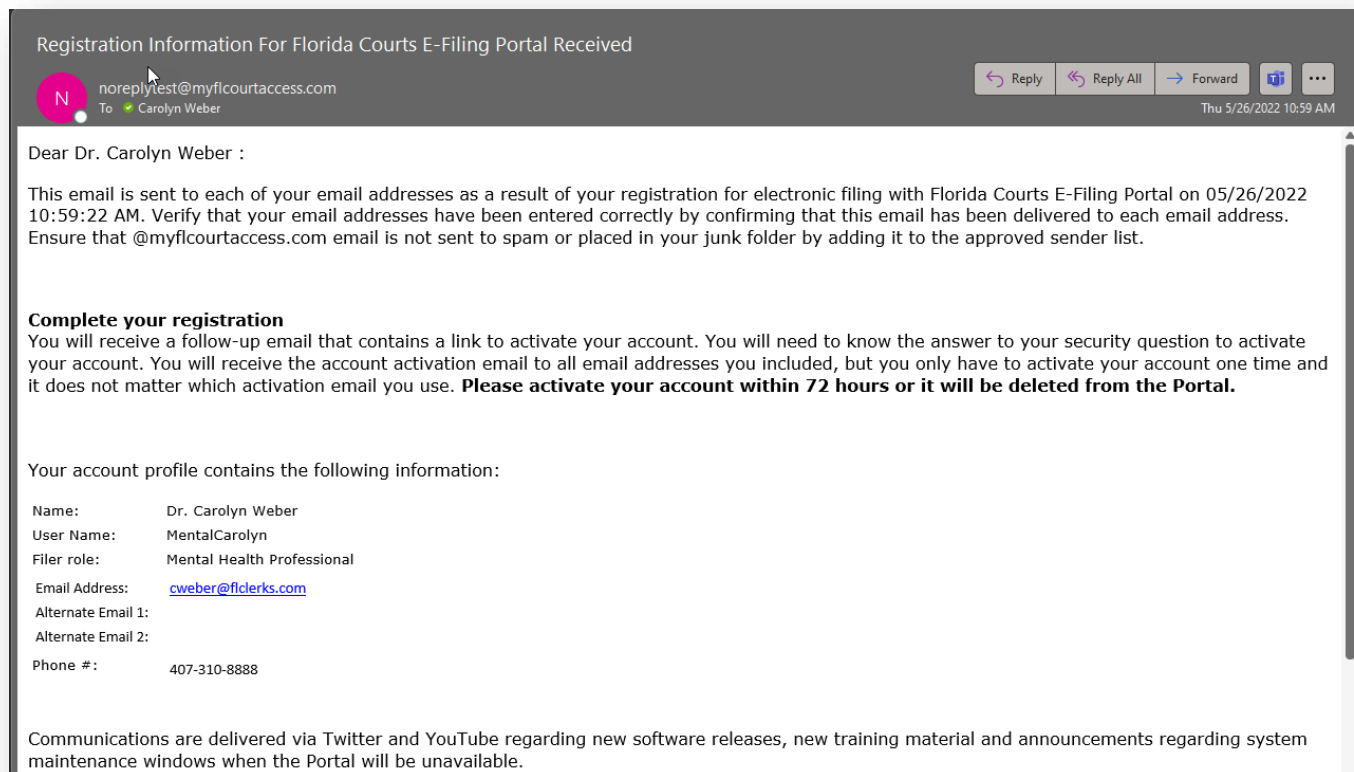 Registration Information For Florida Courts E-Filing Portal Received
N
noreplytest@myflcourtaccess.com
To Carolyn Weber
Reply
Reply All
Forward
Thu 5/26/2022 10:59 AM
Dear Dr. Carolyn Weber :
This email is sent to each of your email addresses as a result of your registration for electronic filing with Florida Courts E-Filing Portal on 05/26/2022
10:59:22 AM. Verify that your email addresses have been entered correctly by confirming that this email has been delivered to each email address.
Ensure that @myflcourtaccess.com email is not sent to spam or placed in your junk folder by adding it to the approved sender list.
Complete your registration
You will receive a follow-up email that contains a link to activate your account. You will need to know the answer to your security question to activate
your account. You will receive the account activation email to all email addresses you included, but you only have to activate your account one time and
it does not matter which activation email you use. Please activate your account within 72 hours or it will be deleted from the Portal.
Your account profile contains the following information:
Name: Dr. Carolyn Weber
User Name: MentalCarolyn
Filer role: Mental Health Professional
Email Address: cweber@flclerks.com
Alternate Email 1:
Alternate Email 2:
Phone #: 407-310-8888
Communications are delivered via Twitter and YouTube regarding new software releases, new training material and announcements regarding system
maintenance windows when the Portal will be unavailable.